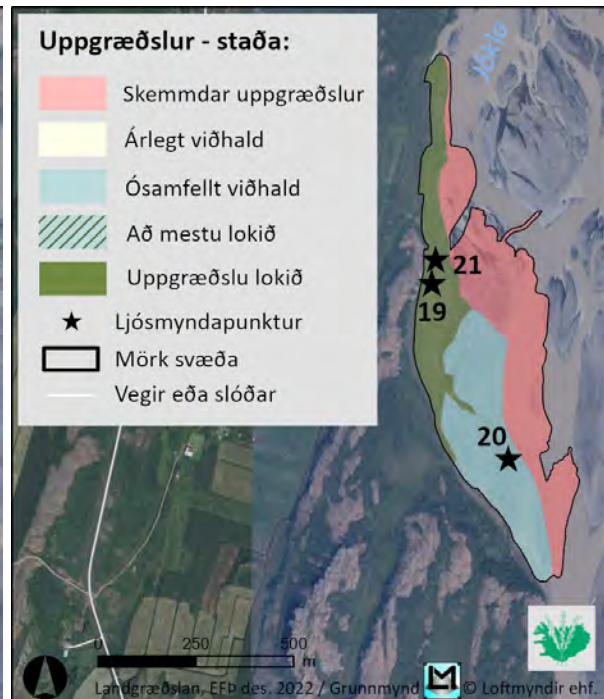 Uppgræðslur - staða:
Skemmdar uppgræðslur
Árlegt viðhald
Ósamfellt viðhald
Að mestu lokið
Uppgræðslu lokið
Ljósmyndapunktur
Mörk svæða
Vegir eða slóðar
21
19
20
0 250 500
m
Landgræðslan, EFÞ des. 2022 / Grunnmynd © Loftmyndir ehf.